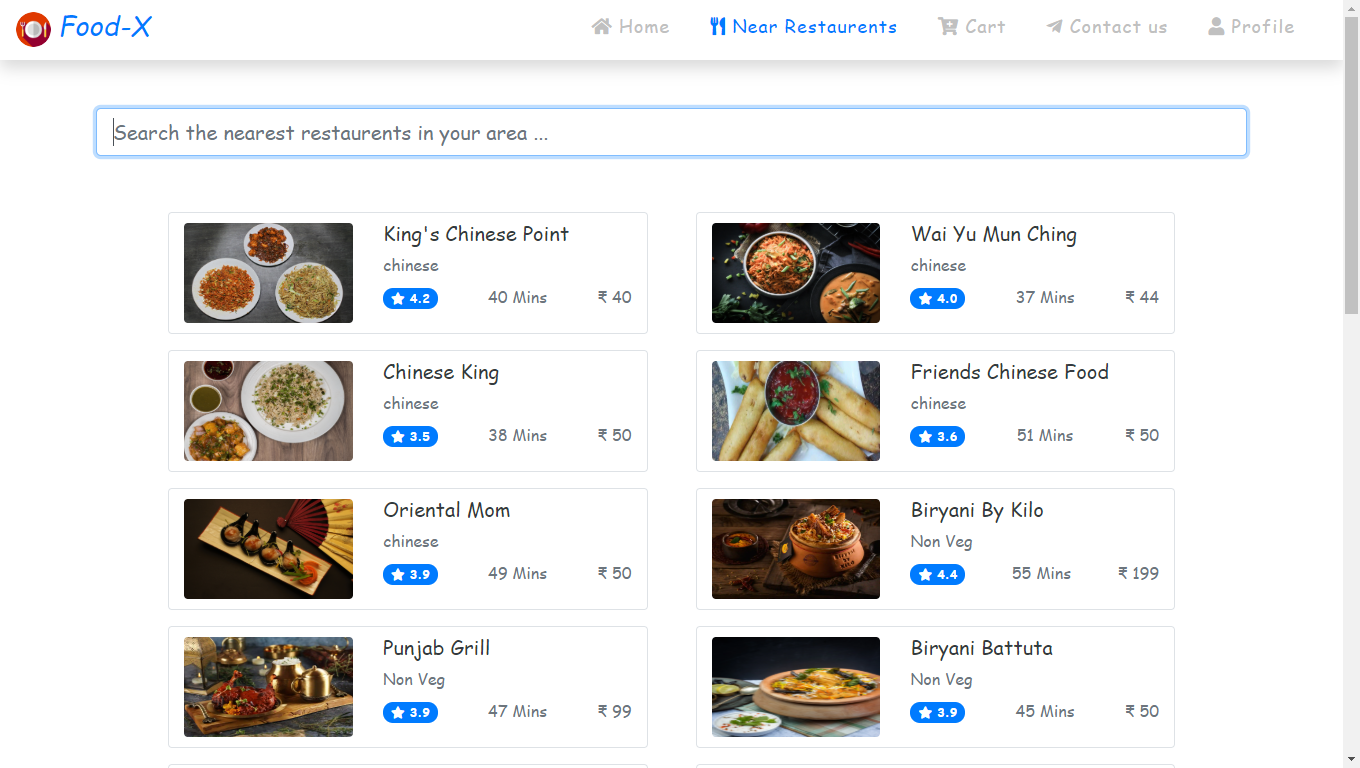 Food-X
Home
Near Restaurents
Cart
Contact us
Profile
Search the nearest restaurents in your area ...
King's Chinese Point
chinese
4.2
40 Mins
₹ 40
Wai Yu Mun Ching
chinese
4.0
37 Mins
₹ 44
Chinese King
chinese
3.5
38 Mins
₹ 50
Friends Chinese Food
chinese
3.6
51 Mins
₹ 50
Oriental Mom
chinese
3.9
49 Mins
₹ 50
Biryani By Kilo
Non Veg
4.4
55 Mins
₹ 199
Punjab Grill
Non Veg
3.9
47 Mins
₹ 99
Biryani Battuta
Non Veg
3.9
45 Mins
₹ 50